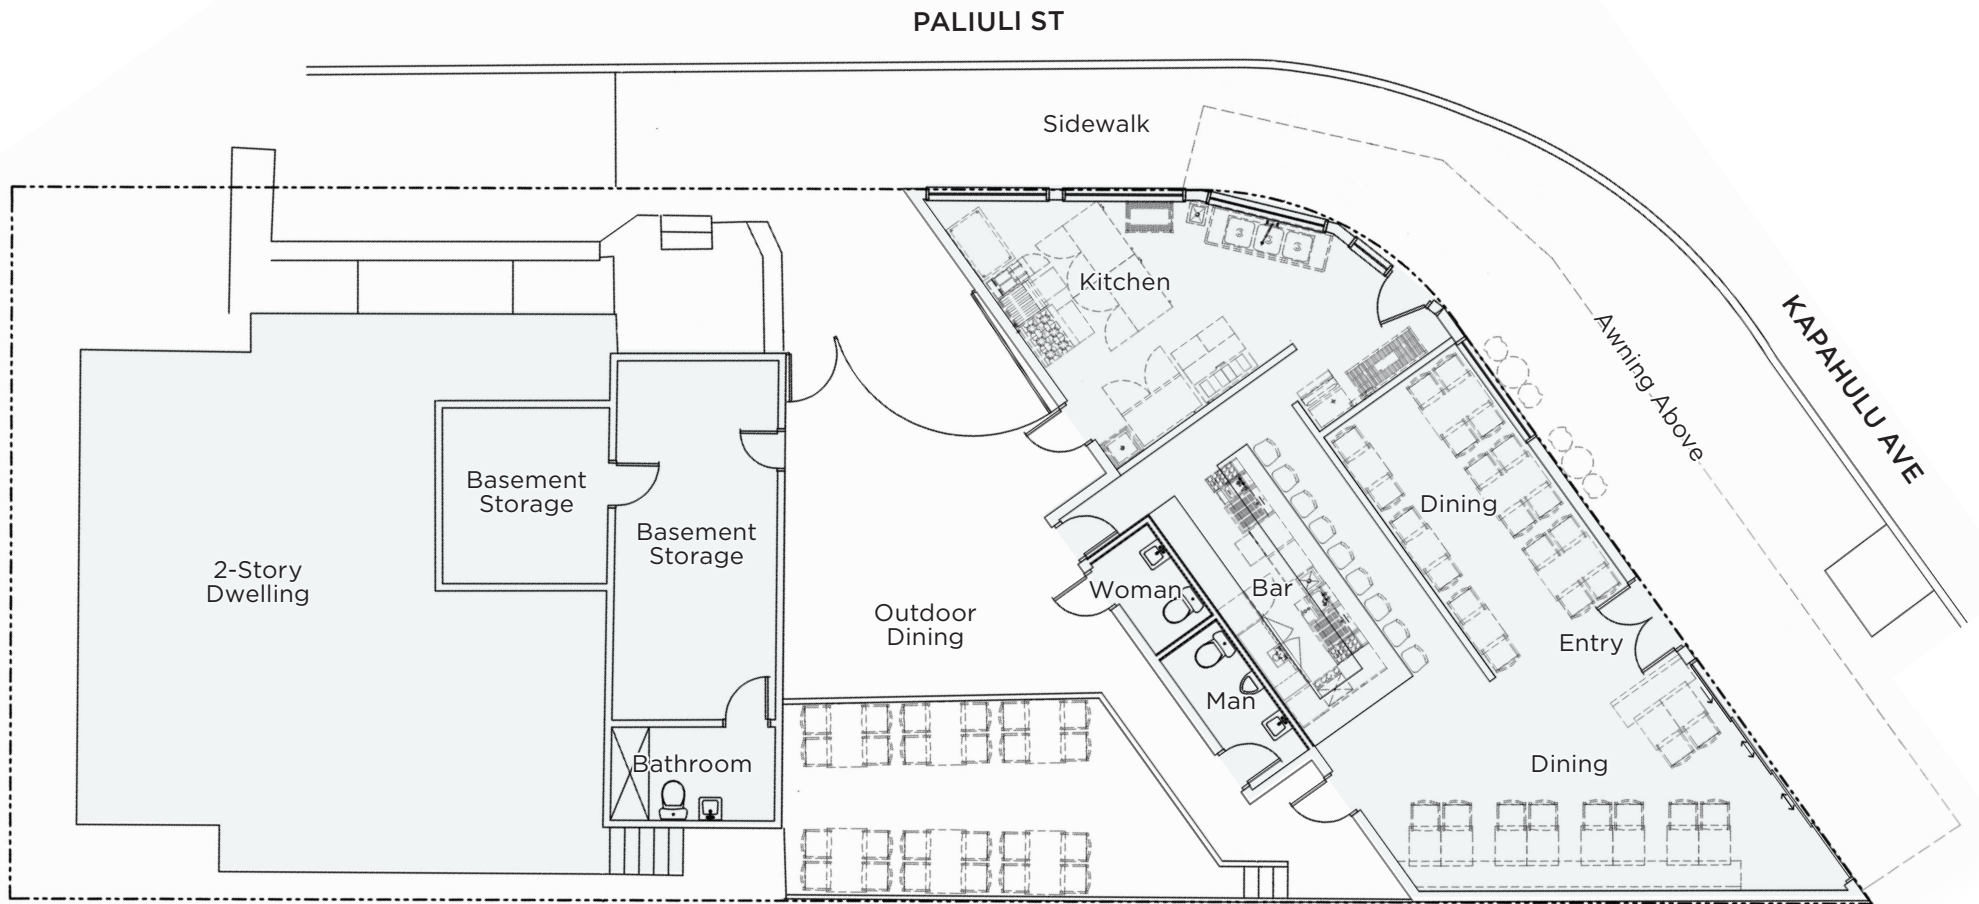 PALIULI ST
Sidewalk
Kitchen
KAPAHULU AVE
Awning Above
Basement
Storage
Basement
Storage
Dining
2-Story
Dwelling
Woman
Bar
Outdoor
Dining
Entry
Man
Bathroom
Dining